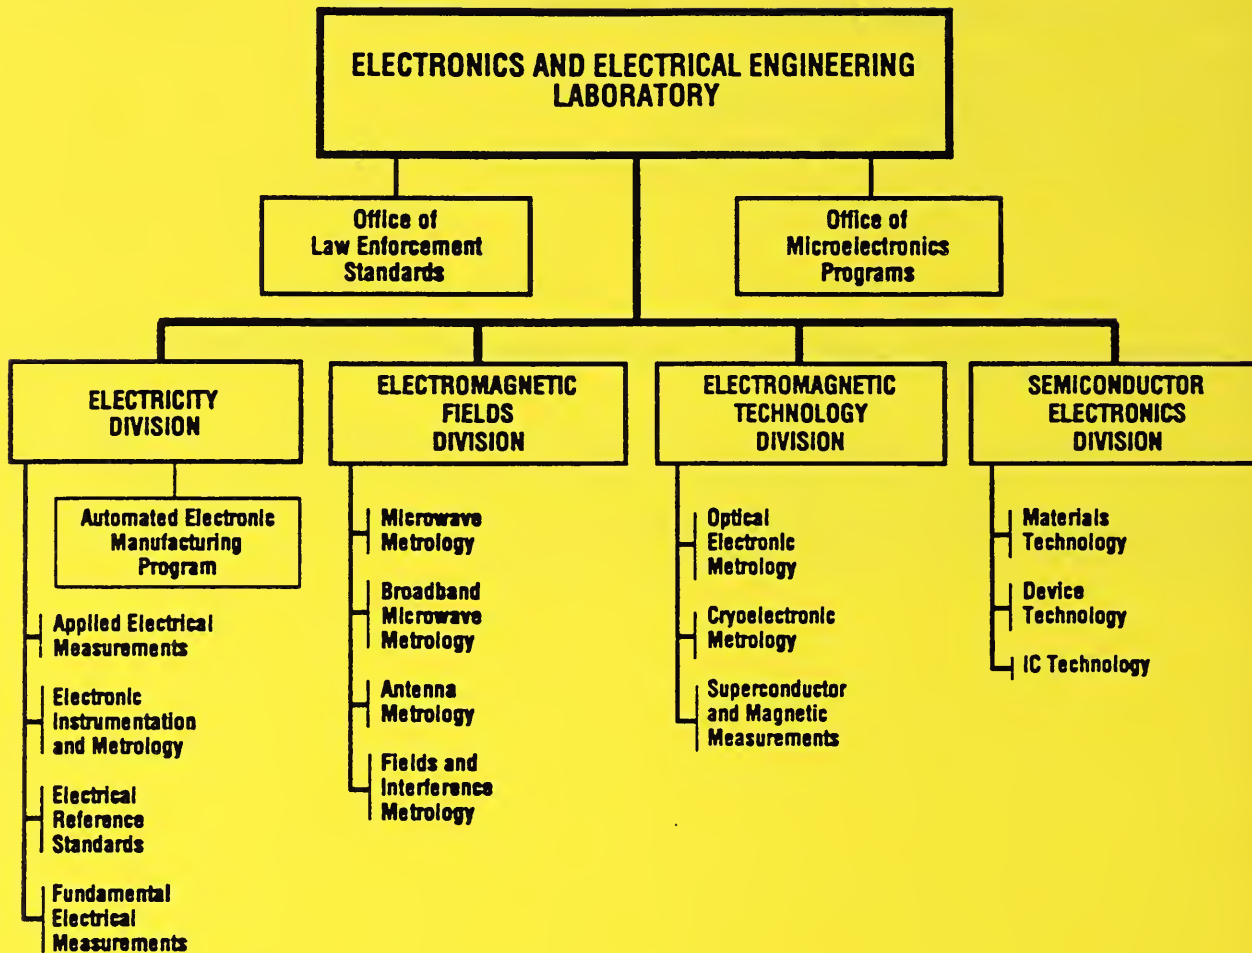 ELECTRONICS AND ELECTRICAL ENGINEERING
LABORATORY
Office of
Law Enforcement
Standards
Office of
Microelectronics
Programs
ELECTRICITY
DIVISION
Automated Electronic
Manufacturing
Program
Applied Electrical
Measurements
Electronic
Instrumentation
and Metrology
Electrical
Reference
Standards
Fundamental
Electrical
Measurements
ELECTROMAGNETIC
FIELDS
DIVISION
Microwave
Metrology
Broadband
Microwave
Metrology
Antenna
Metrology
Fields and
Interference
Metrology
ELECTROMAGNETIC
TECHNOLOGY
DIVISION
Optical
Electronic
Metrology
Cryoelectronic
Metrology
Superconductor
and Magnetic
Measurements
SEMICONDUCTOR
ELECTRONICS
DIVISION
Materials
Technology
Device
Technology
IC Technology